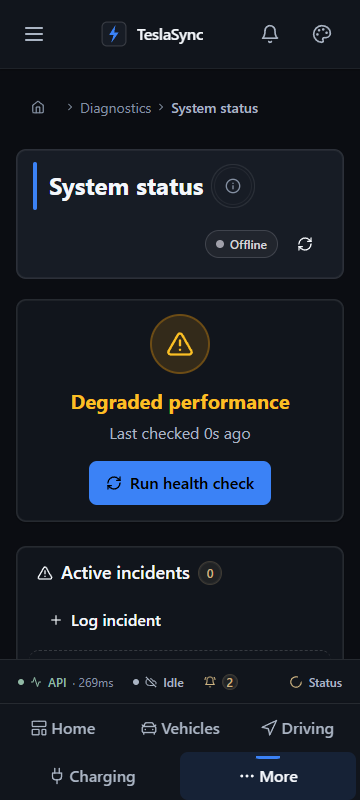 TeslaSync
Diagnostics System status
System status
Offline
Degraded performance
Last checked 0s ago
Run health check
Active incidents 0
+ Log incident
API · 269ms Idle 2 Status
Home Vehicles Driving
Charging More